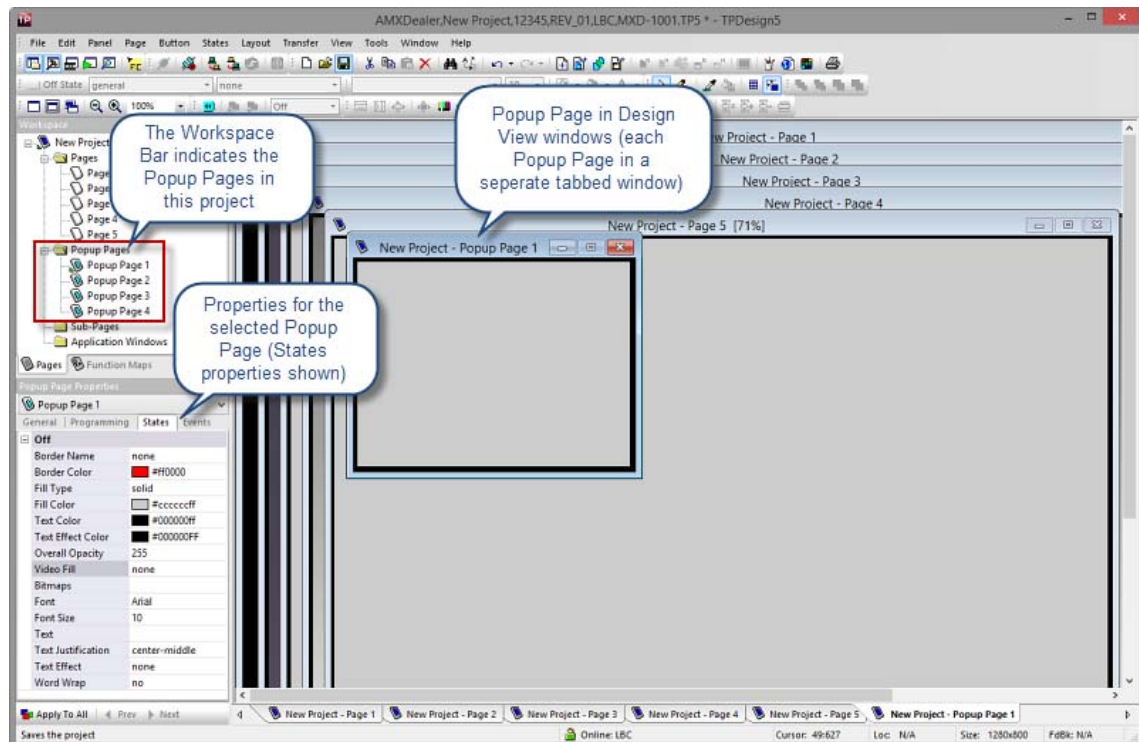 AMXDealer,New Project,12345,REV_01,LBC,MXD-1001.TP5 * - TPDesign5
File Edit Panel Page Button States Layout Transfer View Tools Window Help
Off State general none 10
100% Off
Workspace
New Project
Pages
Page
Page
Page
Page 4
Page 5
Popup Pages
Popup Page 1
Popup Page 2
Popup Page 3
Popup Page 4
Sub-Pages
Application Windows
Pages Function Maps
The Workspace
Bar indicates the
Popup Pages in
this project
Popup Page in Design
View windows (each
Popup Page in a
seperate tabbed window)
Properties for the
selected Popup
Page (States
properties shown)
New Project - Page 1
New Project - Page 2
New Project - Page 3
New Project - Page 4
New Project - Page 5 [71%]
New Project - Popup Page 1
Popup Page Properties
Popup Page 1
General Programming States Events
Off
Border Name none
Border Color #ff0000
Fill Type solid
Fill Color #ccccccff
Text Color #000000ff
Text Effect Color #000000FF
Overall Opacity 255
Video Fill none
Bitmaps
Font Arial
Font Size 10
Text
Text Justification center-middle
Text Effect none
Word Wrap no
Apply To All Prev Next
New Project - Page 1 New Project - Page 2 New Project - Page 3 New Project - Page 4 New Project - Page 5 New Project - Popup Page 1
Saves the project Online: LBC Cursor: 49:627 Loc: N/A Size: 1280x800 FdBk: N/A